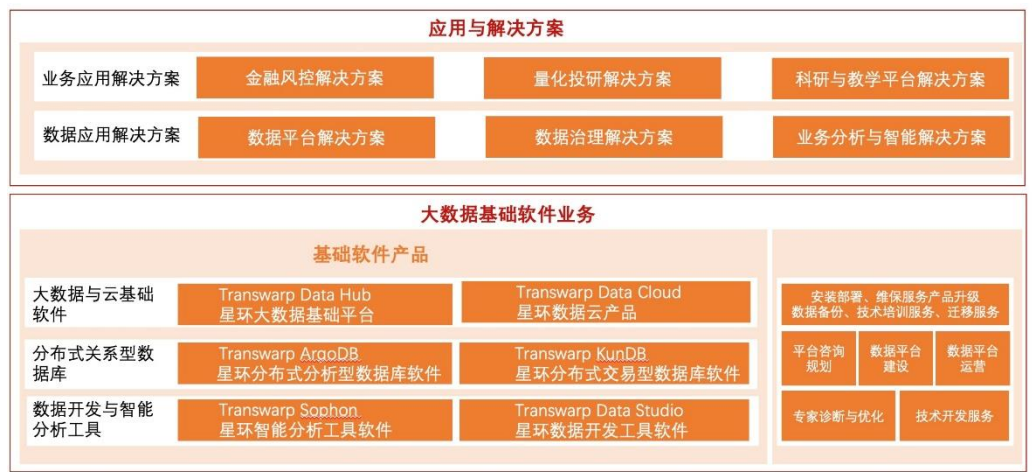 应用与解决方案
业务应用解决方案
金融风控解决方案
量化投研解决方案
科研与教学平台解决方案
数据应用解决方案
数据平台解决方案
数据治理解决方案
业务分析与智能解决方案
大数据基础软件业务
基础软件产品
大数据与云基础
软件
Transwarp Data Hub
星环大数据基础平台
Transwarp Data Cloud
星环数据云产品
分布式关系型数
据库
Transwarp ArgoDB
星环分布式分析型数据库软件
Transwarp KunDB
星环分布式交易型数据库软件
数据开发与智能
分析工具
Transwarp Sophon
星环智能分析工具软件
Transwarp Data Studio
星环数据开发工具软件
安装部署、维保服务产品升级
数据备份、技术培训服务、迁移服务
平台咨询
规划
数据平台
建设
数据平台
运营
专家诊断与优化
技术开发服务